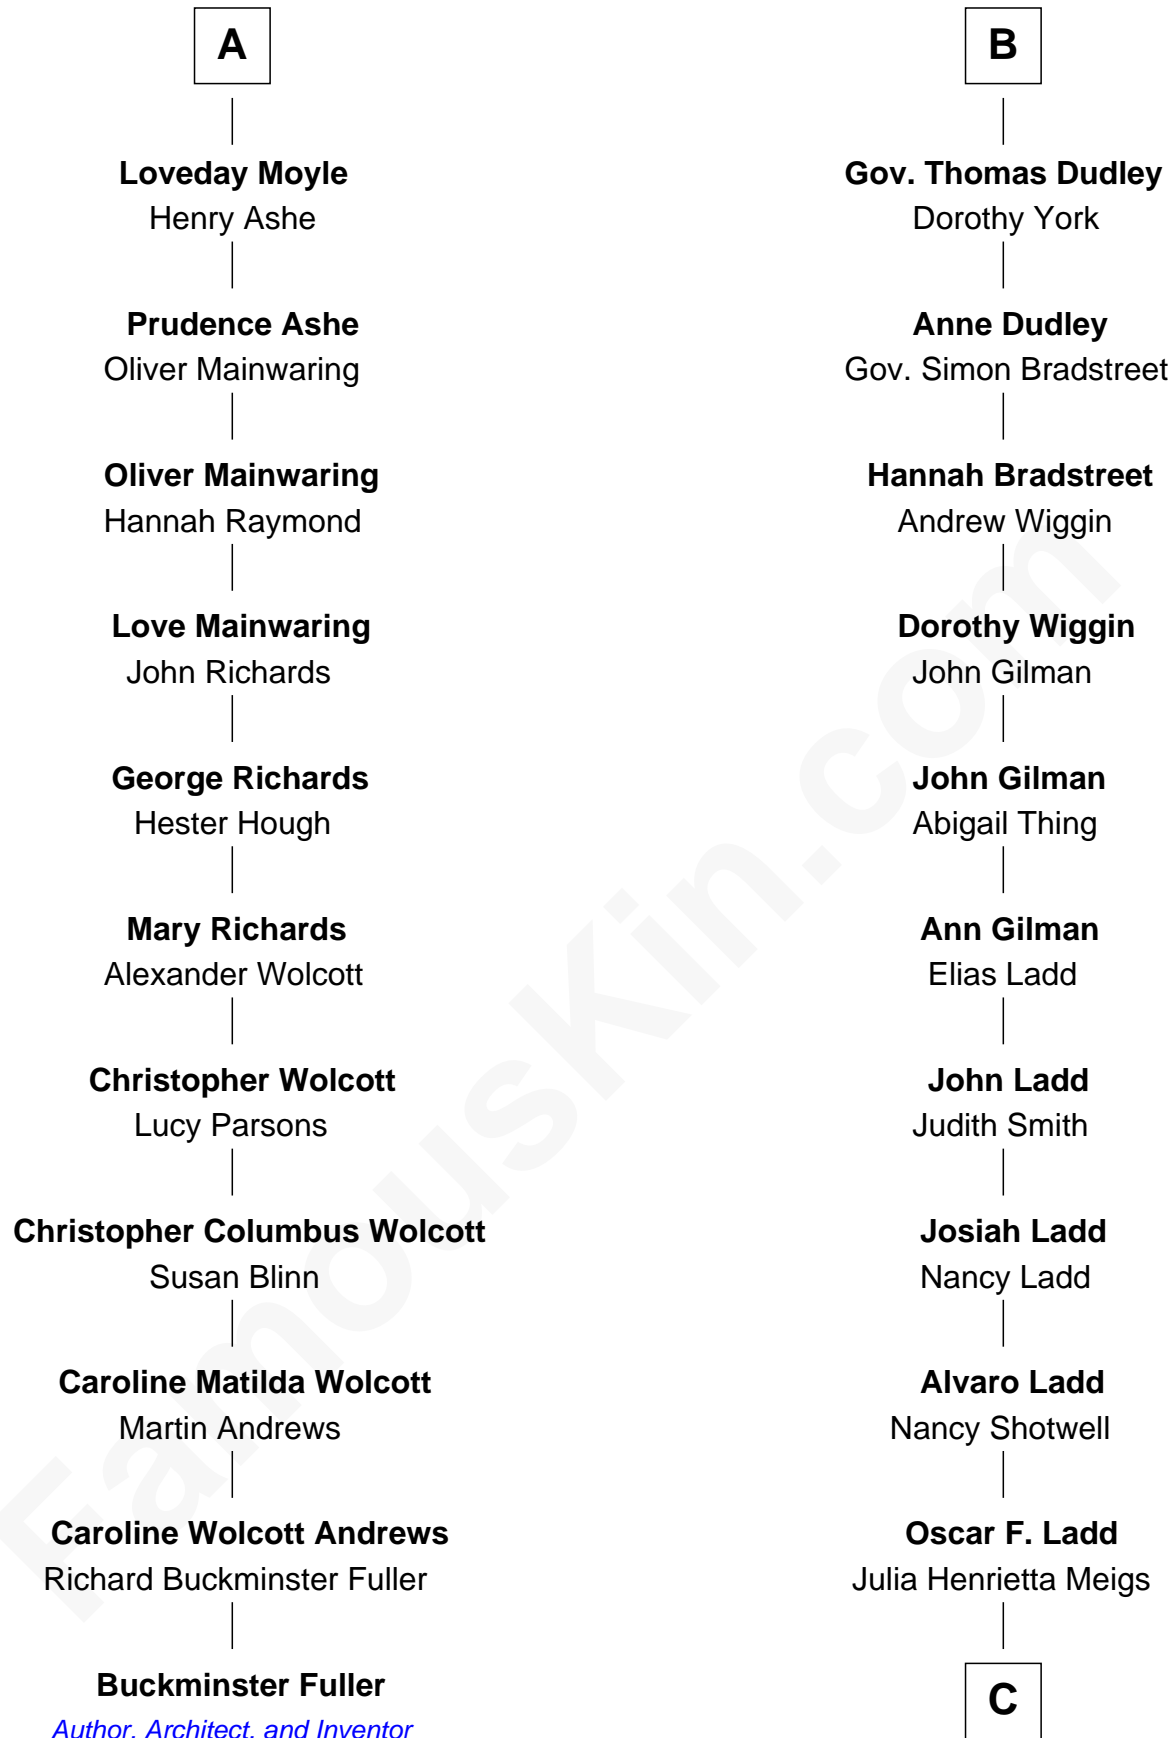 A
Loveday Moyle
Henry Ashe
Prudence Ashe
Oliver Mainwaring
Oliver Mainwaring
Hannah Raymond
Love Mainwaring
John Richards
George Richards
Hester Hough
Mary Richards
Alexander Wolcott
Christopher Wolcott
Lucy Parsons
Christopher Columbus Wolcott
Susan Blinn
Caroline Matilda Wolcott
Martin Andrews
Caroline Wolcott Andrews
Richard Buckminster Fuller
Buckminster Fuller
Author, Architect, and Inventor
B
Gov. Thomas Dudley
Dorothy York
Anne Dudley
Gov. Simon Bradstreet
Hannah Bradstreet
Andrew Wiggin
Dorothy Wiggin
John Gilman
John Gilman
Abigail Thing
Ann Gilman
Elias Ladd
John Ladd
Judith Smith
Josiah Ladd
Nancy Ladd
Alvaro Ladd
Nancy Shotwell
Oscar F. Ladd
Julia Henrietta Meigs
C
FamousKin.com